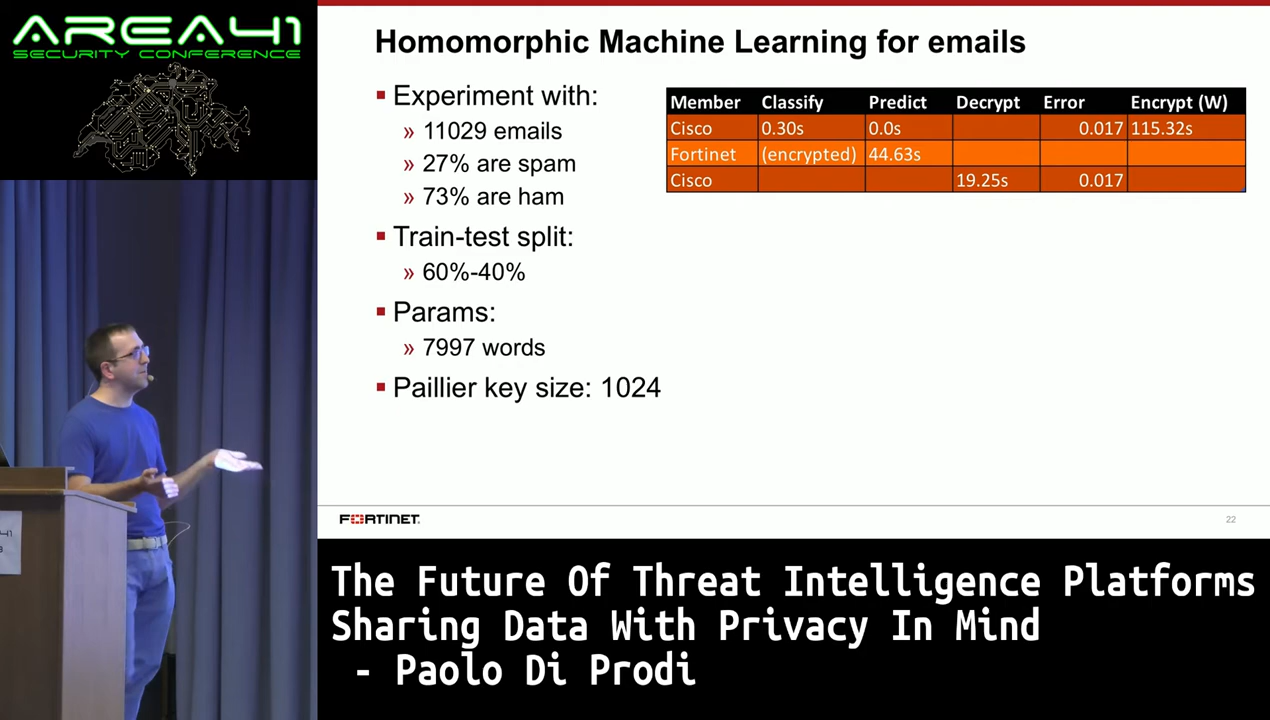 AREA41
SECURITY CONFERENCE
Homomorphic Machine Learning for emails
▪ Experiment with:
» 11029 emails
» 27% are spam
» 73% are ham
▪ Train-test split:
» 60%-40%
▪ Params:
» 7997 words
▪ Paillier key size: 1024
Member Classify Predict Decrypt Error Encrypt (W)
Cisco 0.30s 0.0s 0.017 115.32s
Fortinet (encrypted) 44.63s
Cisco 19.25s 0.017
FORTINET
22
The Future Of Threat Intelligence Platforms
Sharing Data With Privacy In Mind
- Paolo Di Prodi